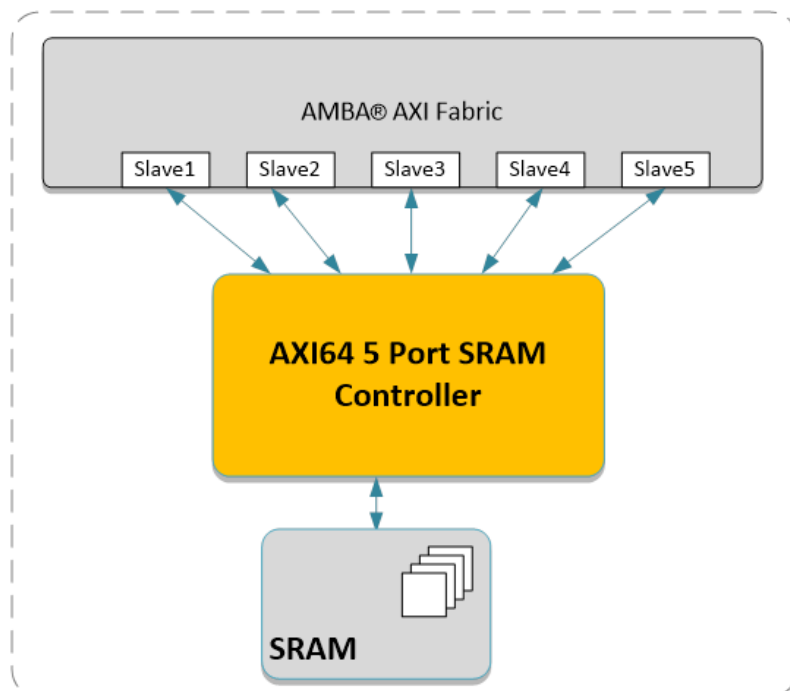 AMBA® AXI Fabric
Slave1 Slave2 Slave3 Slave4 Slave5
AXI64 5 Port SRAM
Controller
SRAM